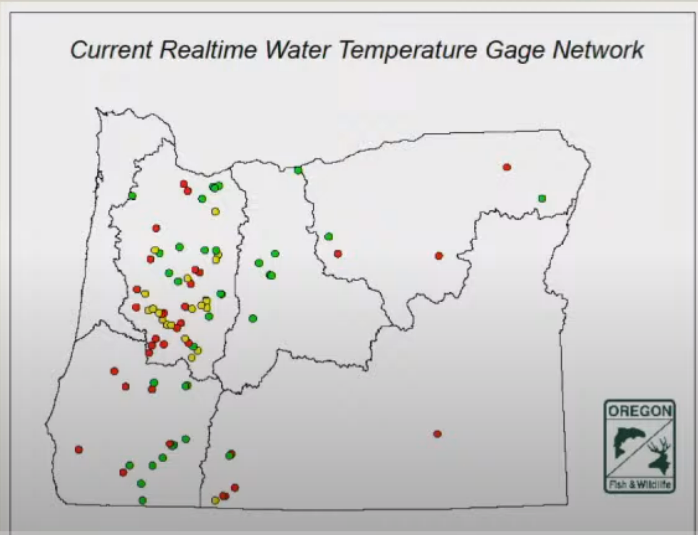 Current Realtime Water Temperature Gage Network
OREGON
Fish & Wildlife